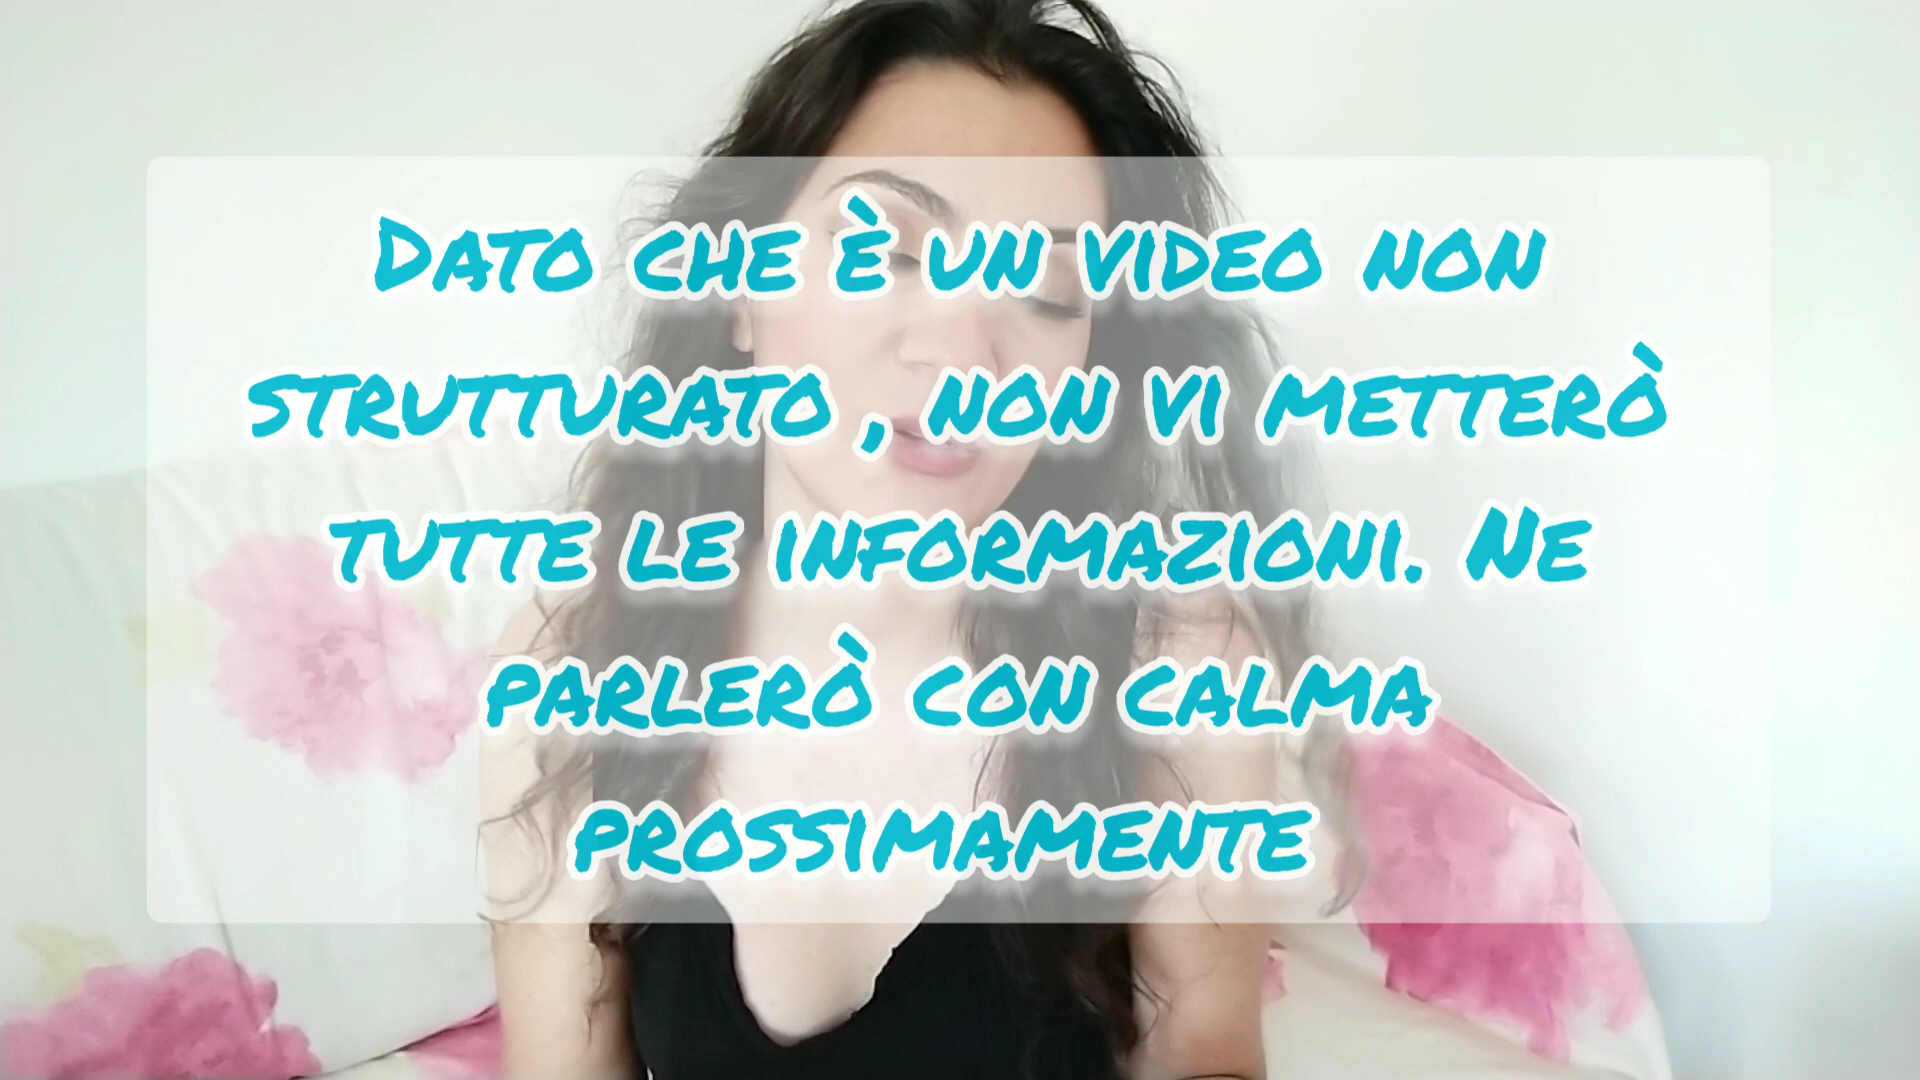 Dato che è un video non
strutturato , non vi metterò
tutte le informazioni. Ne
parlerò con calma
prossimamente